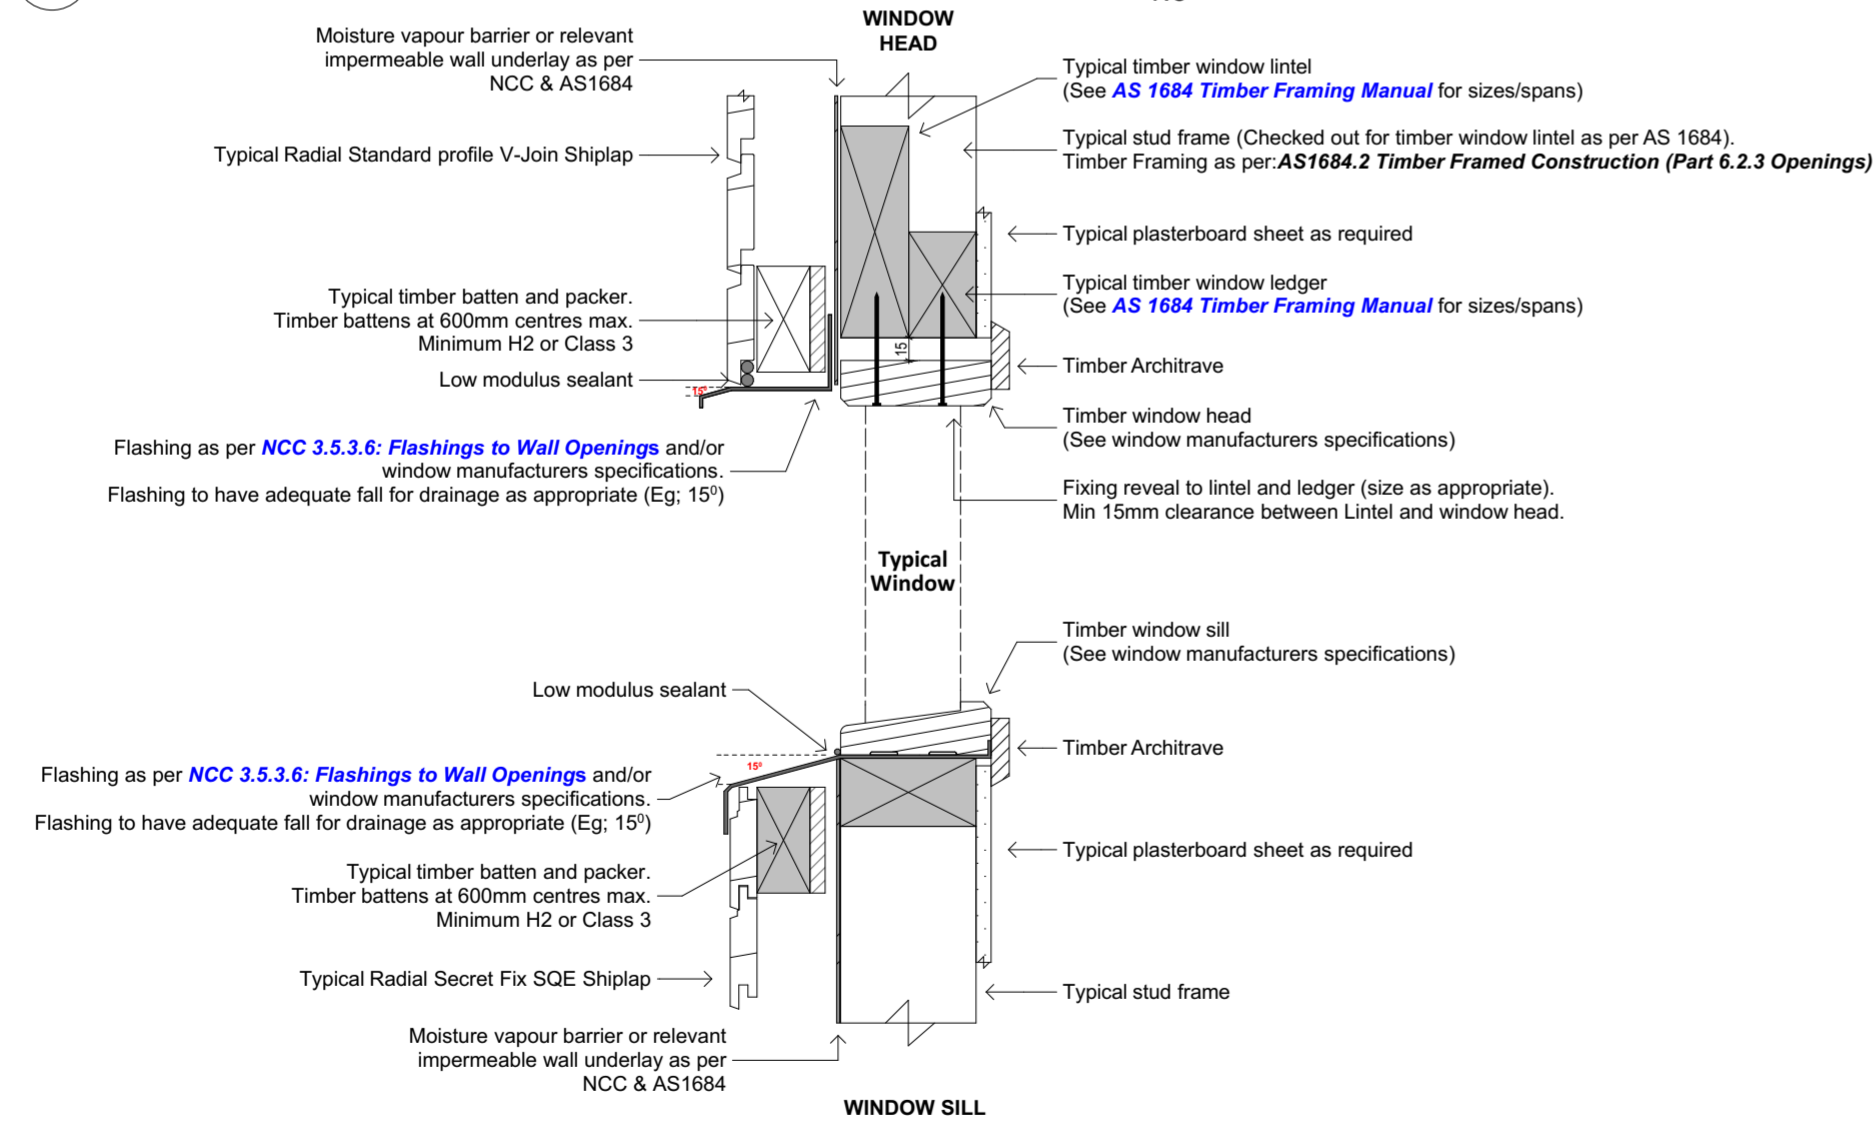 WINDOW
HEAD
Moisture vapour barrier or relevant
impermeable wall underlay as per
NCC & AS1684
Typical Radial Standard profile V-Join Shiplap
Typical timber batten and packer.
Timber battens at 600mm centres max.
Minimum H2 or Class 3
Low modulus sealant
15º
Flashing as per NCC 3.5.3.6: Flashings to Wall Openings and/or
window manufacturers specifications.
Flashing to have adequate fall for drainage as appropriate (Eg; 15⁰)
Typical timber window lintel
(See AS 1684 Timber Framing Manual for sizes/spans)
Typical stud frame (Checked out for timber window lintel as per AS 1684).
Timber Framing as per:AS1684.2 Timber Framed Construction (Part 6.2.3 Openings)
Typical plasterboard sheet as required
Typical timber window ledger
(See AS 1684 Timber Framing Manual for sizes/spans)
15
Timber Architrave
Timber window head
(See window manufacturers specifications)
Fixing reveal to lintel and ledger (size as appropriate).
Min 15mm clearance between Lintel and window head.
Typical
Window
Timber window sill
(See window manufacturers specifications)
Low modulus sealant
Timber Architrave
15º
Flashing as per NCC 3.5.3.6: Flashings to Wall Openings and/or
window manufacturers specifications.
Flashing to have adequate fall for drainage as appropriate (Eg; 15⁰)
Typical timber batten and packer.
Timber battens at 600mm centres max.
Minimum H2 or Class 3
Typical plasterboard sheet as required
Typical Radial Secret Fix SQE Shiplap
Typical stud frame
Moisture vapour barrier or relevant
impermeable wall underlay as per
NCC & AS1684
WINDOW SILL